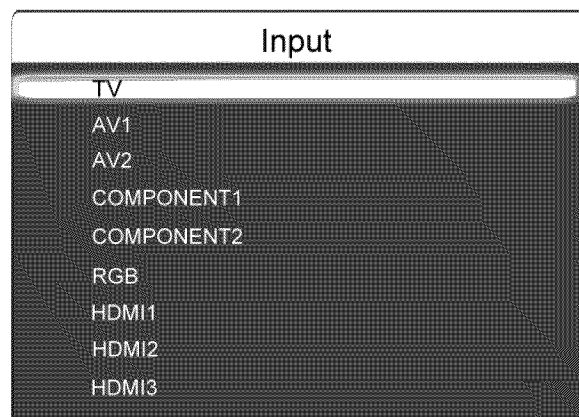 Input
TV
AV1
AV2
COMPONENT1
COMPONENT2
RGB
HDMI1
HDMI2
HDMI3